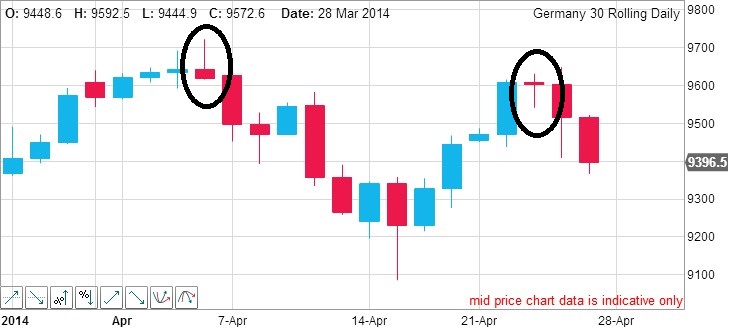 O: 9448.6 H: 9592.5 L: 9444.9 C: 9572.6 Date: 28 Mar 2014 Germany 30 Rolling Daily
9800
9700
9600
9500
9396.5
9300
9200
9100
mid price chart data is indicative only
2014 Apr 7-Apr 14-Apr 21-Apr 28-Apr